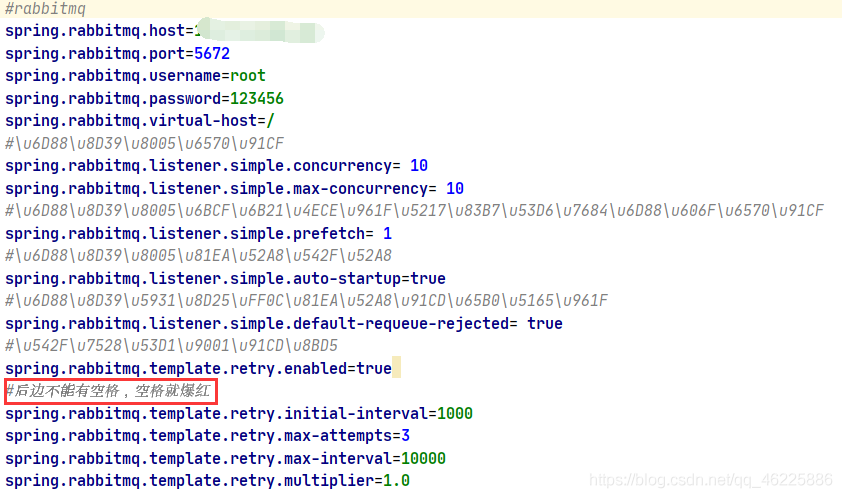 #rabbitmq
spring.rabbitmq.host=
spring.rabbitmq.port=5672
spring.rabbitmq.username=root
spring.rabbitmq.password=123456
spring.rabbitmq.virtual-host=/
#\u6D88\u8D39\u8005\u6570\u91CF
spring.rabbitmq.listener.simple.concurrency= 10
spring.rabbitmq.listener.simple.max-concurrency= 10
#\u6D88\u8D39\u8005\u6BCF\u6B21\u4ECE\u961F\u5217\u83B7\u53D6\u7684\u6D88\u606F\u6570\u91CF
spring.rabbitmq.listener.simple.prefetch= 1
#\u6D88\u8D39\u8005\u81EA\u52A8\u542F\u52A8
spring.rabbitmq.listener.simple.auto-startup=true
#\u6D88\u8D39\u5931\u8D25\uFF0C\u81EA\u52A8\u91CD\u65B0\u5165\u961F
spring.rabbitmq.listener.simple.default-requeue-rejected= true
#\u542F\u7528\u53D1\u9001\u91CD\u8BD5
spring.rabbitmq.template.retry.enabled=true
#后边不能有空格，空格就爆红
spring.rabbitmq.template.retry.initial-interval=1000
spring.rabbitmq.template.retry.max-attempts=3
spring.rabbitmq.template.retry.max-interval=10000
spring.rabbitmq.template.retry.multiplier=1.0
https://blog.csdn.net/qq_46225886